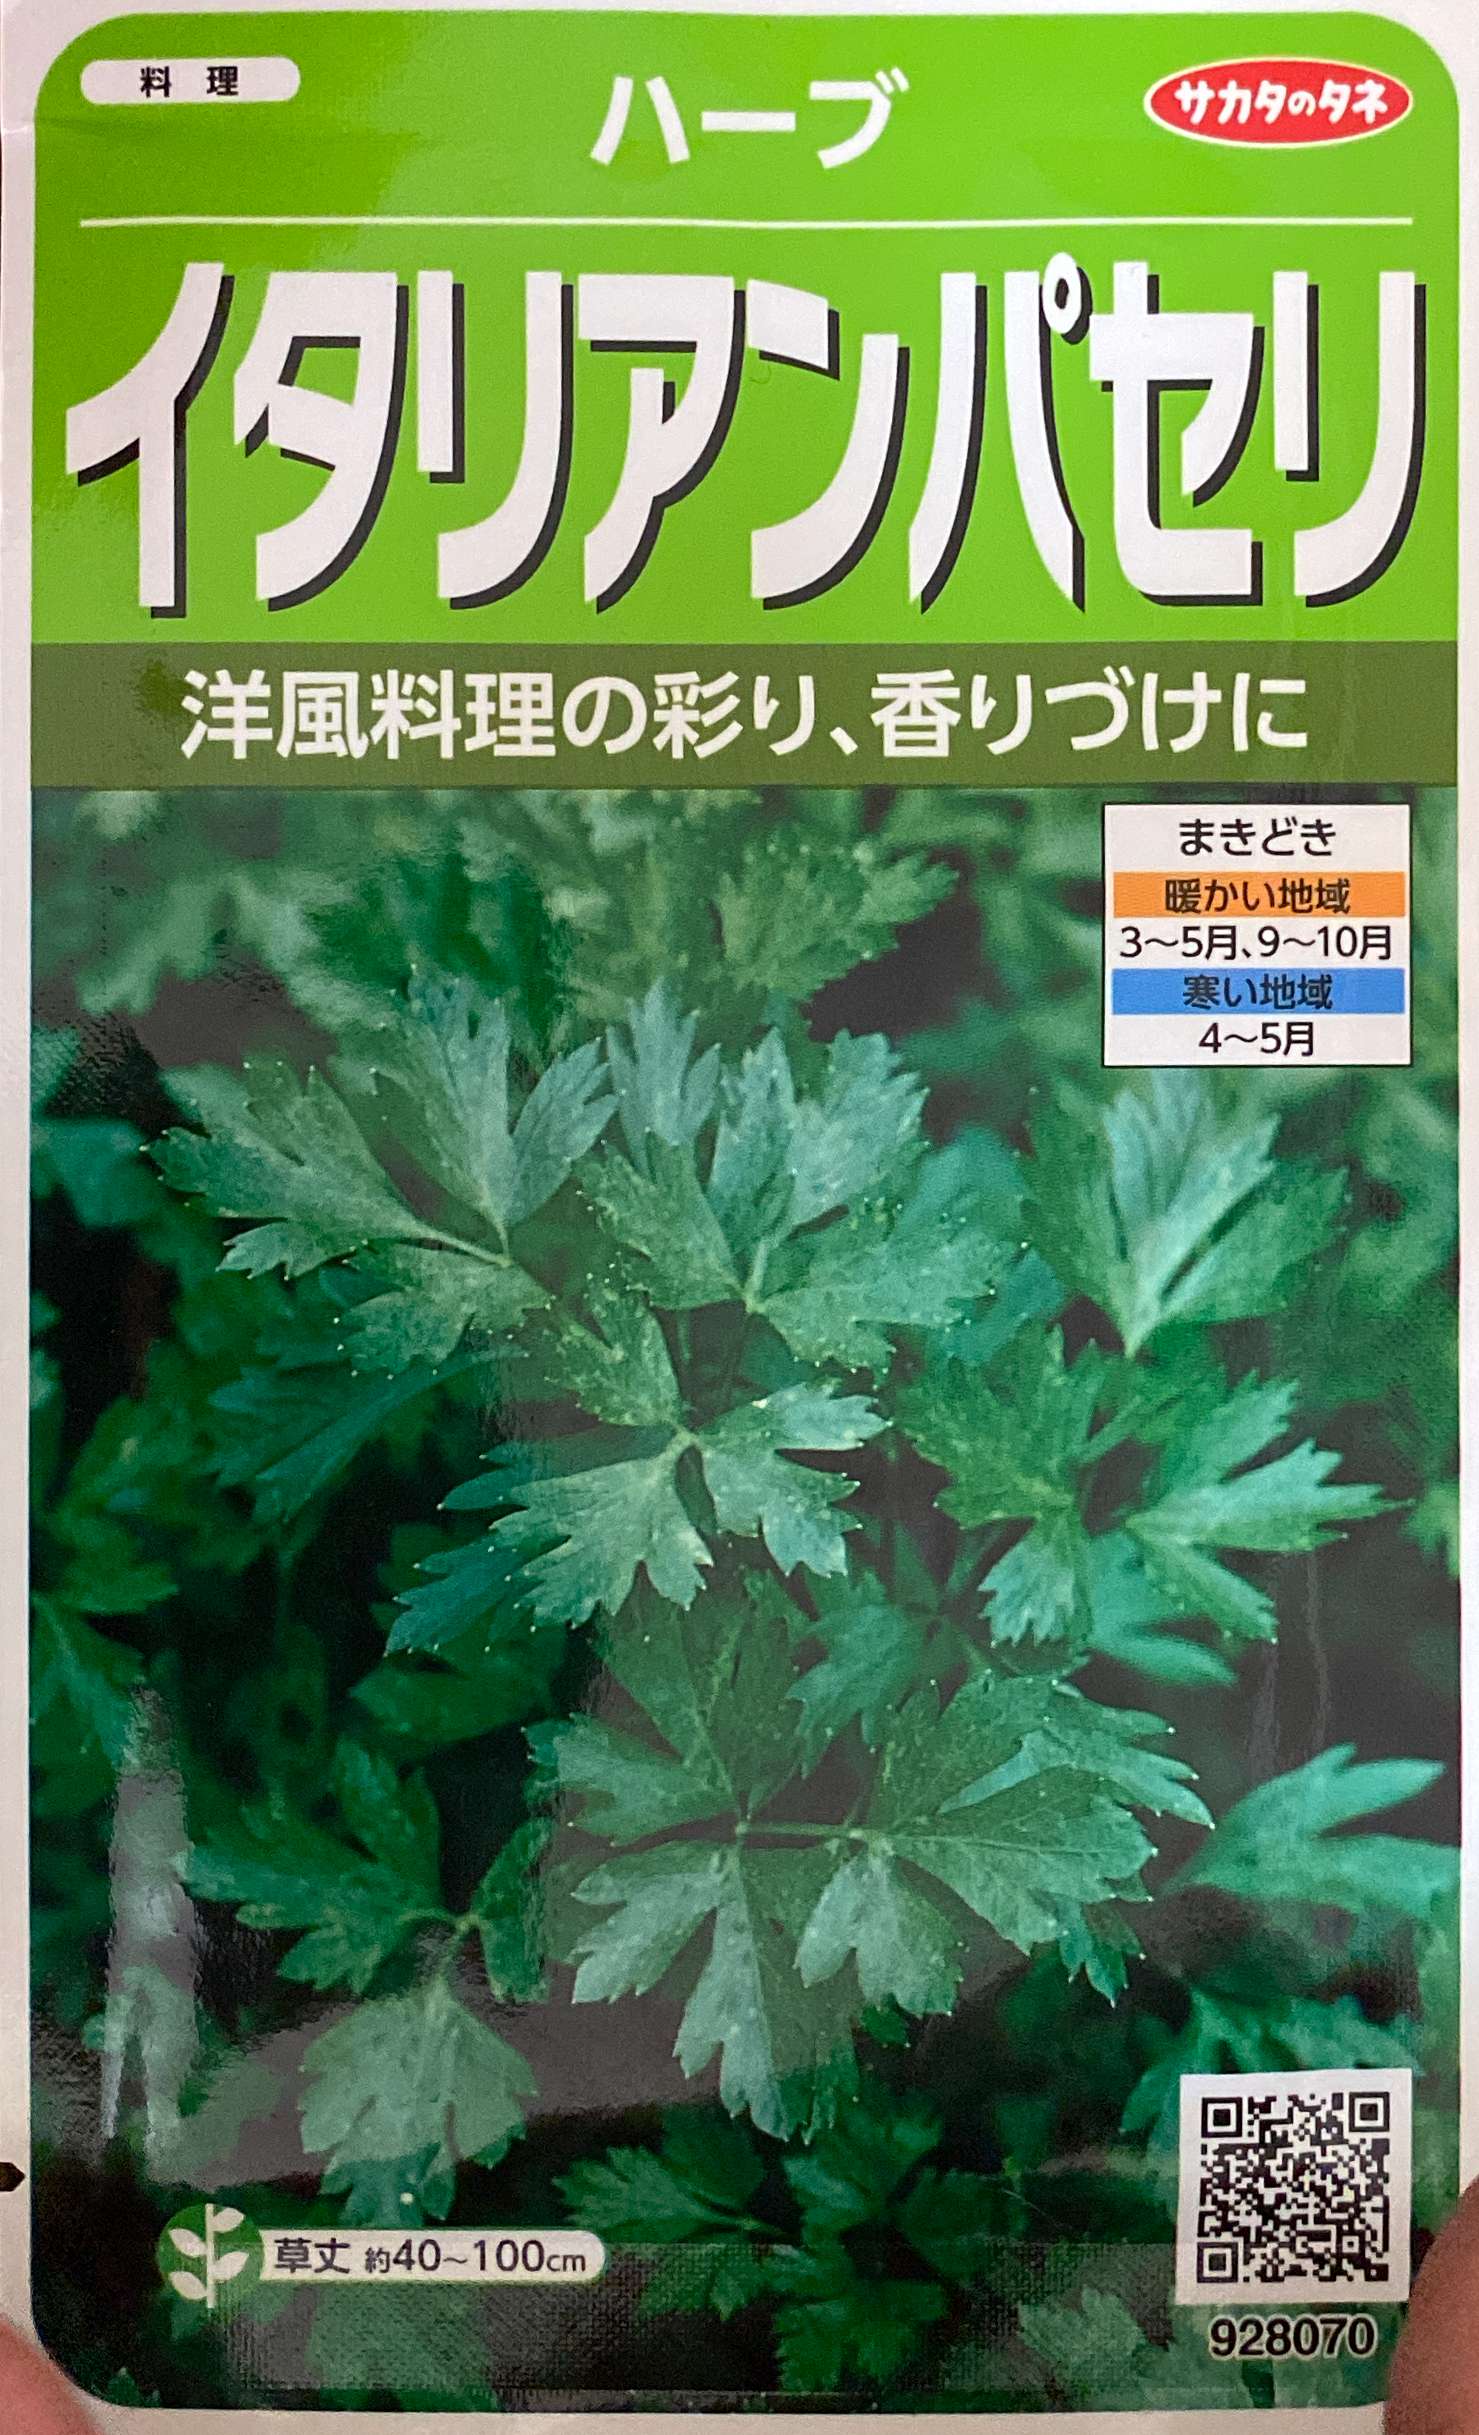 料理
ハーブ
サカタのタネ
イタリアンパセリ
洋風料理の彩り、香りづけに
まきどき
暖かい地域
3～5月、9～10月
寒い地域
4～5月
草丈 約40～100cm
928070